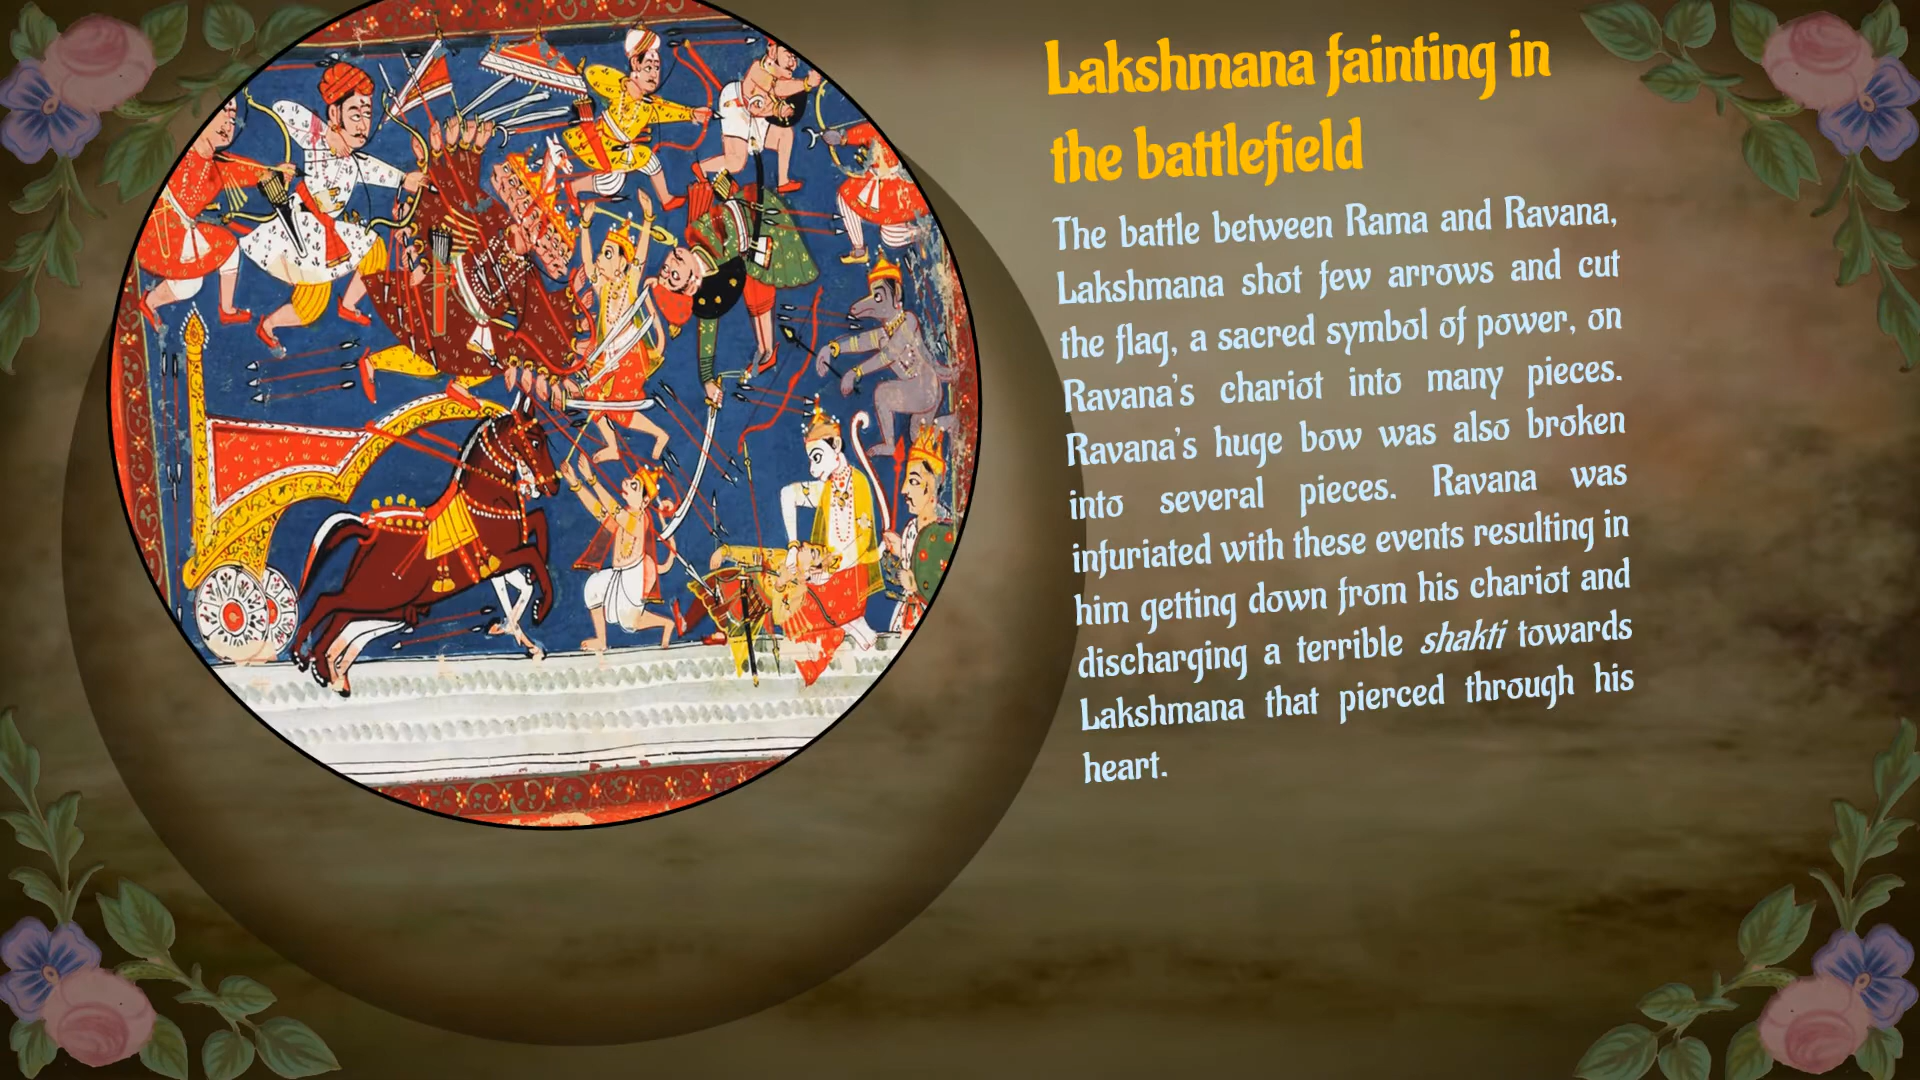 Lakshmana fainting in
the battlefield
The battle between Rama and Ravana,
Lakshmana shot few arrows and cut
the flag, a sacred symbol of power, on
Ravana's chariot into many pieces.
Ravana's huge bow was also broken
into several pieces. Ravana was
infuriated with these events resulting in
him getting down from his chariot and
discharging a terrible shakti towards
Lakshmana that pierced through his
heart.